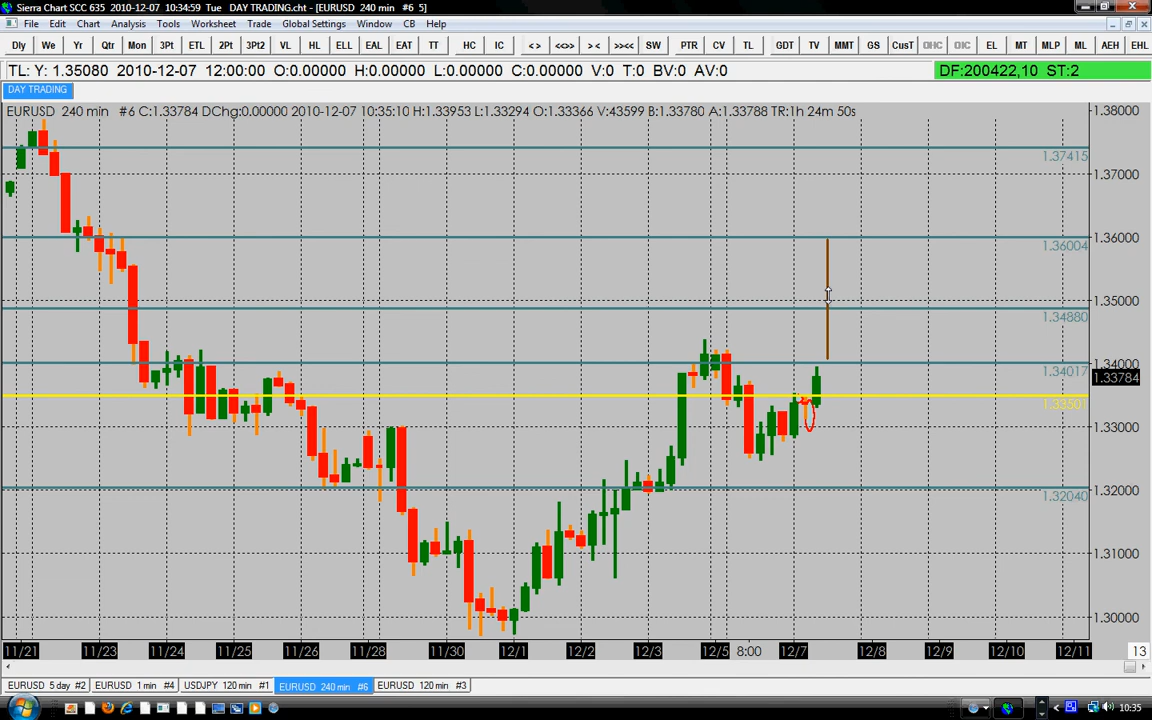 Sierra Chart SCC 635 2010-12-07 10:34:59 Tue DAY TRADING.cht - [EURUSD 240 min #6 5]
File Edit Chart Analysis Tools Worksheet Trade Global Settings Window CB Help
Dly We Yr Qtr Mon 3Pt ETL 2Pt 3Pt2 VL HL ELL EAL EAT TT HC IC <> <<>> >< >><< SW PTR CV TL GDT TV MMT GS CusT OHC OIC EL MT MLP ML AEH EHL
TL: Y: 1.35080 2010-12-07 12:00:00 O:0.00000 H:0.00000 L:0.00000 C:0.00000 V:0 T:0 BV:0 AV:0 DF:200422,10 ST:2
DAY TRADING
EURUSD 240 min #6 C:1.33784 DChg:0.00000 2010-12-07 10:35:10 H:1.33953 L:1.33294 O:1.33366 V:43599 B:1.33780 A:1.33788 TR:1h 24m 50s
1.38000
1.37415
1.37000
1.36000
1.36004
1.35000
1.34880
1.34000
1.34017
1.33784
1.33501
1.33000
1.32000
1.32040
1.31000
1.30000
11/21 11/23 11/24 11/25 11/26 11/28 11/30 12/1 12/2 12/3 12/5 8:00 12/7 12/8 12/9 12/10 12/11 13
EURUSD 5 day #2 EURUSD 1 min #4 USDJPY 120 min #1 EURUSD 240 min #6 EURUSD 120 min #3
10:35